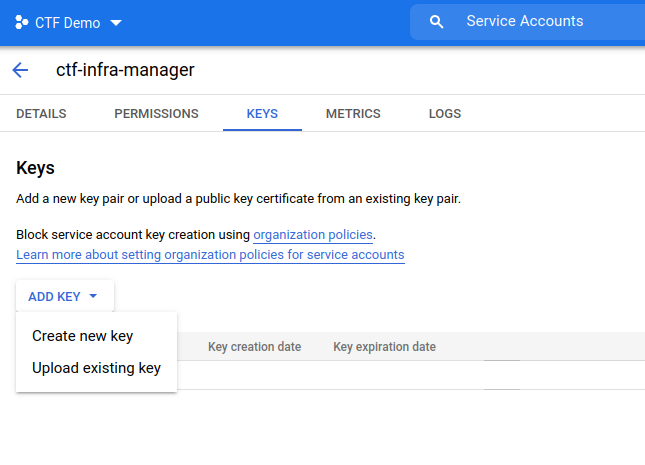 CTF Demo
Service Accounts
ctf-infra-manager
DETAILS PERMISSIONS KEYS METRICS LOGS
Keys
Add a new key pair or upload a public key certificate from an existing key pair.
Block service account key creation using organization policies.
Learn more about setting organization policies for service accounts
ADD KEY
Create new key
Key creation date Key expiration date
Upload existing key